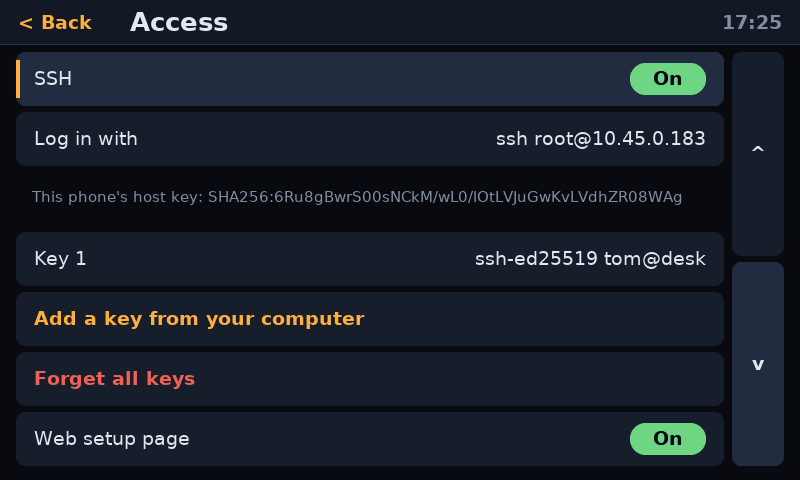 < Back Access 17:25
SSH On
Log in with ssh root@10.45.0.183
This phone's host key: SHA256:6Ru8gBwrS00sNCkM/wL0/lOtLVJuGwKvLVdhZR08WAg
^
Key 1 ssh-ed25519 tom@desk
Add a key from your computer
v
Forget all keys
Web setup page On